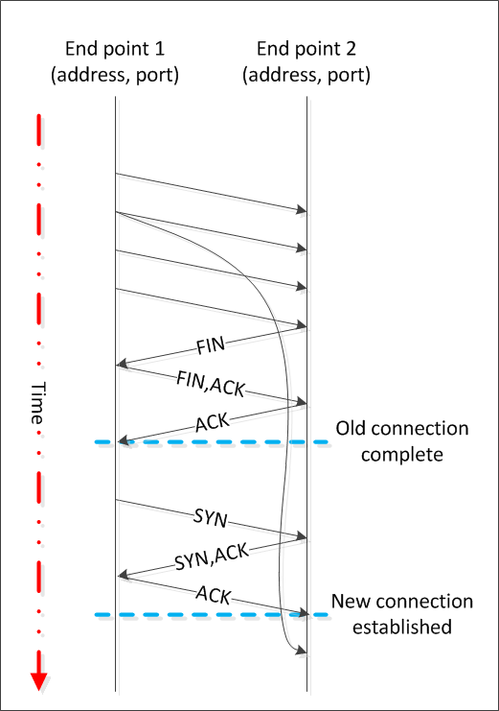 End point 1
(address, port)
End point 2
(address, port)
Time
FIN
FIN,ACK
ACK
Old connection
complete
SYN
SYN,ACK
ACK
New connection
established